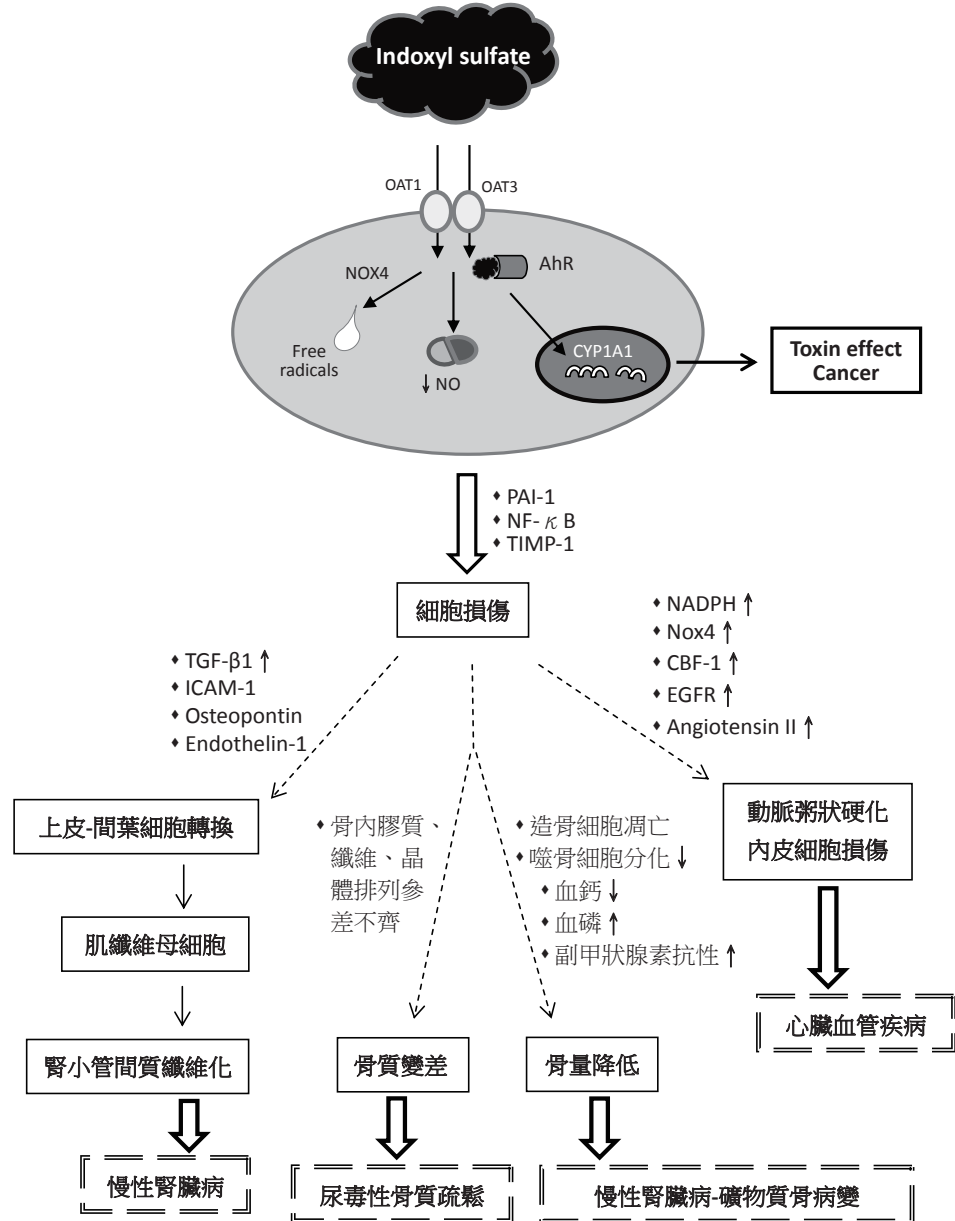 Indoxyl sulfate
OAT1
OAT3
NOX4
AhR
Free
radicals
↓ NO
CYP1A1
Toxin effect
Cancer
♦ PAI-1
♦ NF-κB
♦ TIMP-1
細胞損傷
♦ TGF-β1 ↑
♦ ICAM-1
♦ Osteopontin
♦ Endothelin-1
♦ NADPH ↑
♦ Nox4 ↑
♦ CBF-1 ↑
♦ EGFR ↑
♦ Angiotensin II ↑
上皮-間葉細胞轉換
肌纖維母細胞
腎小管間質纖維化
慢性腎臟病
♦ 骨內膠質、
纖維、晶
體排列參
差不齊
骨質變差
尿毒性骨質疏鬆
♦ 造骨細胞凋亡
♦ 噬骨細胞分化 ↓
♦ 血鈣 ↓
♦ 血磷 ↑
♦ 副甲狀腺素抗性 ↑
骨量降低
慢性腎臟病-礦物質骨病變
動脈粥狀硬化
內皮細胞損傷
心臟血管疾病